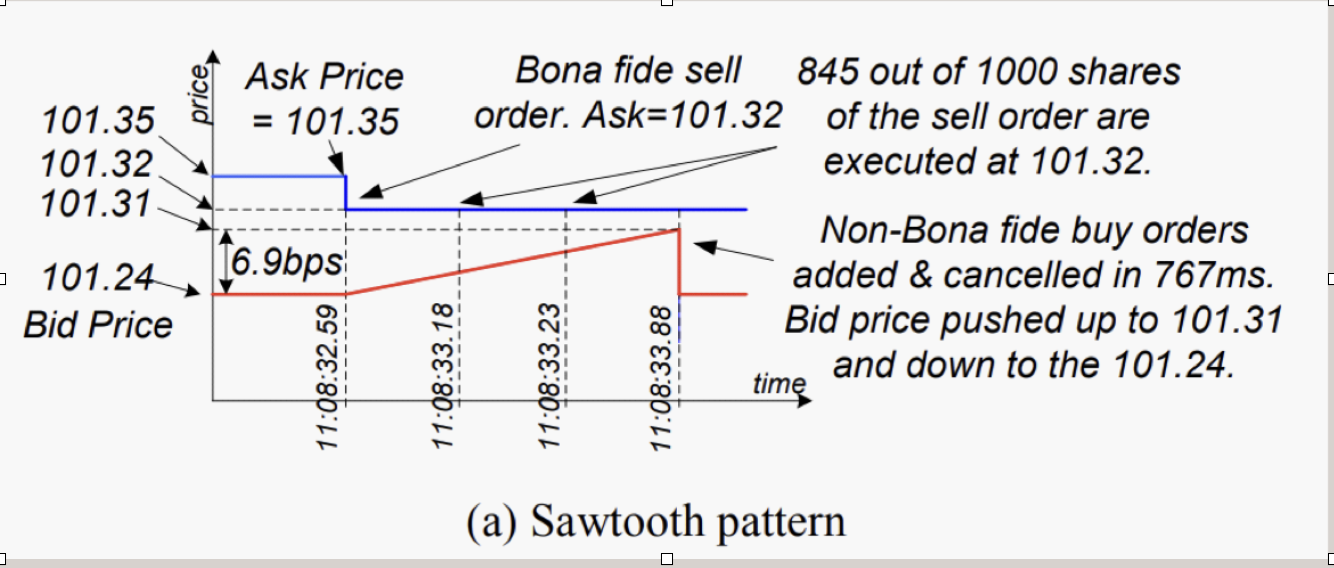 price
Ask Price
= 101.35
Bona fide sell
order. Ask=101.32
845 out of 1000 shares
of the sell order are
executed at 101.32.
101.35
101.32
101.31
6.9bps
101.24
Bid Price
Non-Bona fide buy orders
added & cancelled in 767ms.
Bid price pushed up to 101.31
and down to the 101.24.
11:08:32.59
11:08:33.18
11:08:33.23
11:08:33.88
time
(a) Sawtooth pattern